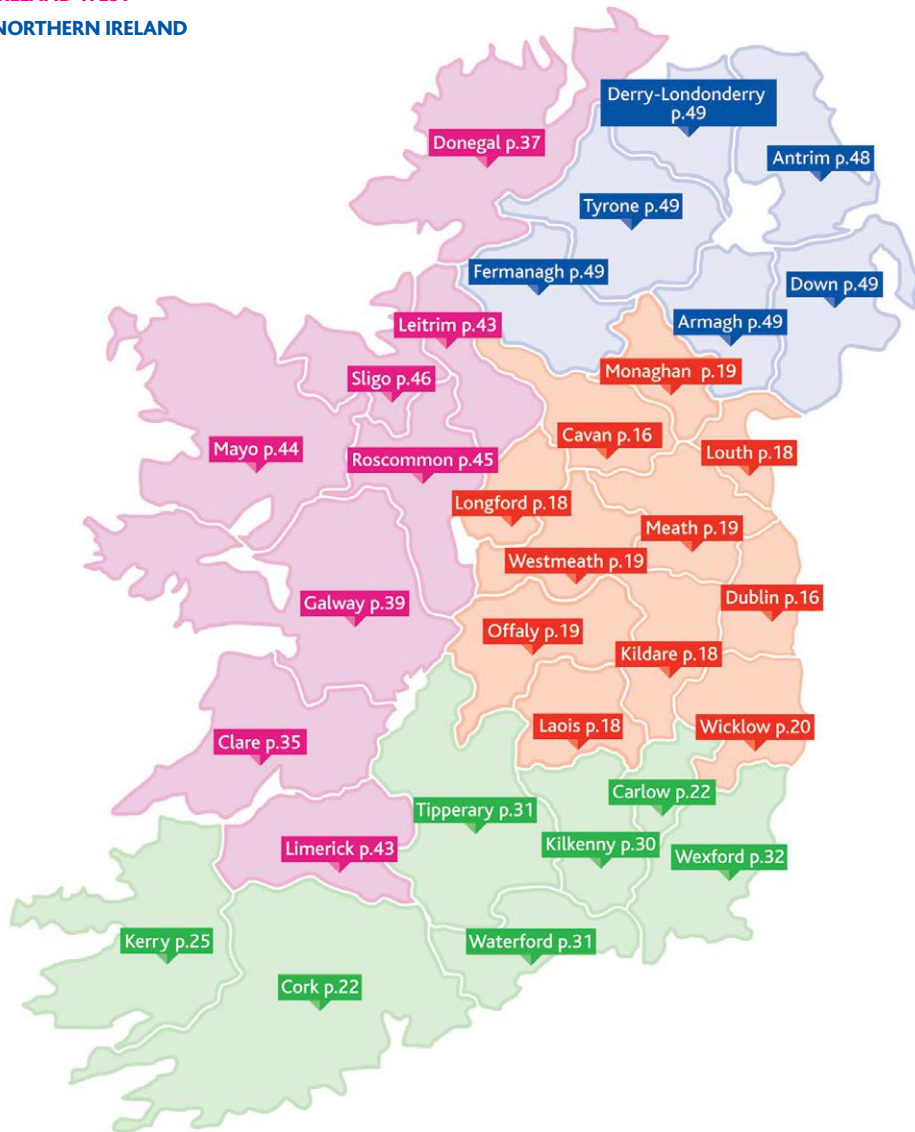 NORTHERN IRELAND
Derry-Londonderry
p.49
Donegal p.37
Antrim p.48
Tyrone p.49
Fermanagh p.49
Down p.49
Leitrim p.43
Armagh p.49
Monaghan p.19
Sligo p.46
Cavan p.16
Mayo p.44
Roscommon p.45
Louth p.18
Longford p.18
Meath p.19
Westmeath p.19
Dublin p.16
Galway p.39
Offaly p.19
Kildare p.18
Laois p.18
Wicklow p.20
Clare p.35
Carlow p.22
Tipperary p.31
Kilkenny p.30
Limerick p.43
Wexford p.32
Kerry p.25
Waterford p.31
Cork p.22